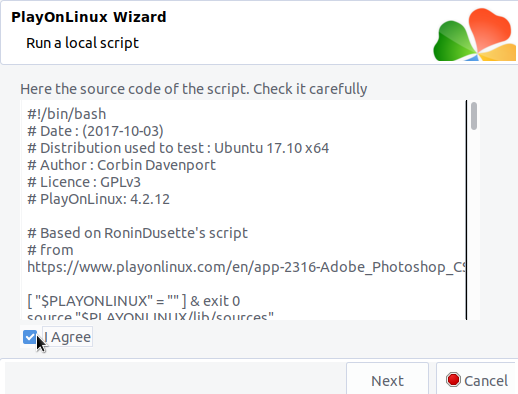 PlayOnLinux Wizard
Run a local script
Here the source code of the script. Check it carefully
#!/bin/bash
# Date : (2017-10-03)
# Distribution used to test : Ubuntu 17.10 x64
# Author : Corbin Davenport
# Licence : GPLv3
# PlayOnLinux: 4.2.12
# Based on RoninDusette's script
# from
https://www.playonlinux.com/en/app-2316-Adobe_Photoshop_CS
[ "$PLAYONLINUX" = "" ] & exit 0
source "$PLAYONLINUX/lib/sources"
I Agree
Next
Cancel